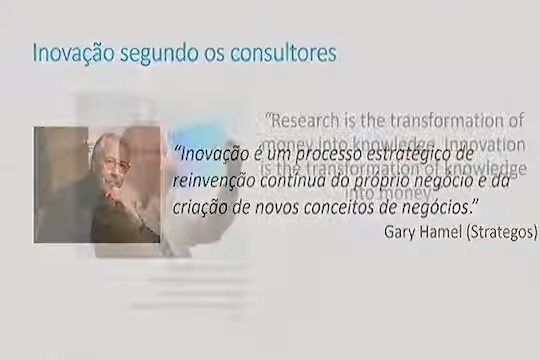 Inovação segundo os consultores
“Research is the transformation of
money into knowledge. Innovation
is the transformation of knowledge
into money.”
“Inovação é um processo estratégico de
reinvenção contínua do próprio negócio e da
criação de novos conceitos de negócios.”
Gary Hamel (Strategos)